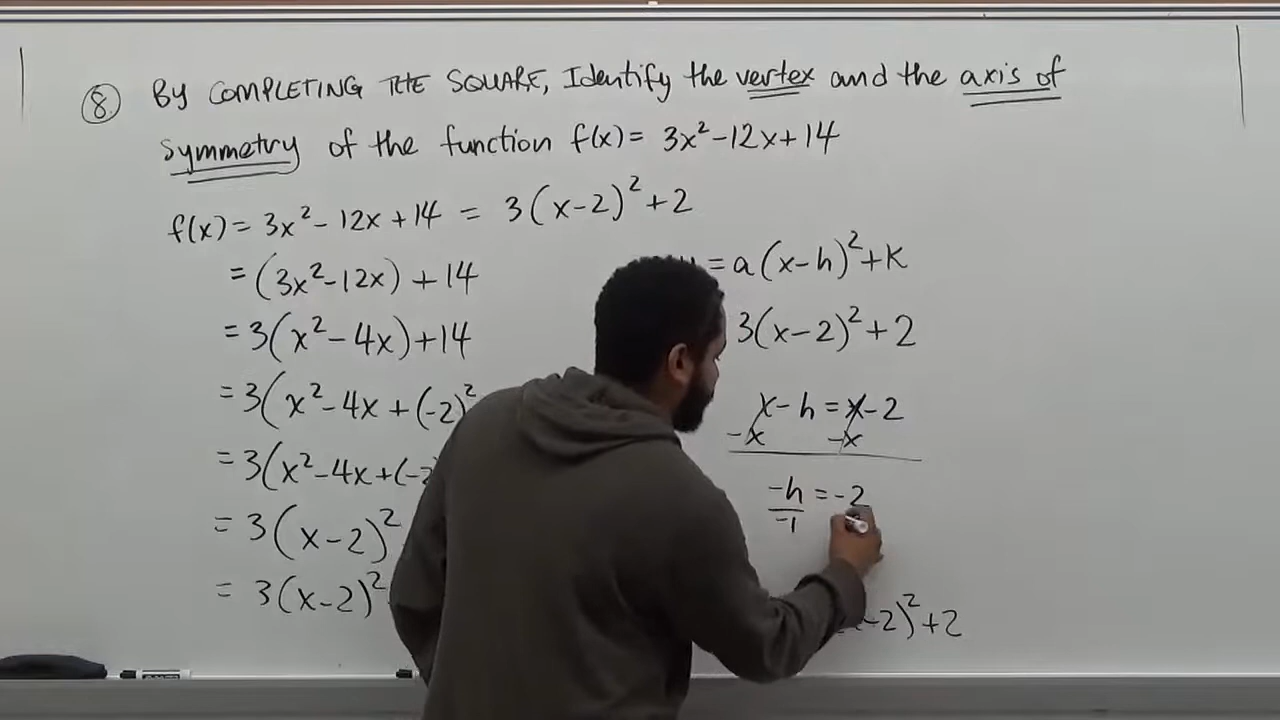 8. BY COMPLETING THE SQUARE, Identify the vertex and the axis of
symmetry of the function f(x) = 3x² - 12x + 14
f(x) = 3x² - 12x + 14 = 3(x-2)² + 2
= (3x² - 12x) + 14
= 3(x² - 4x) + 14
= 3(x² - 4x + (-2)²
= 3(x² - 4x + (-2
= 3(x-2)²
= 3(x-2)²
= a(x-h)² + k
3(x-2)² + 2
x - h = x - 2
-x -x
-h = -2
-1
-2)² + 2